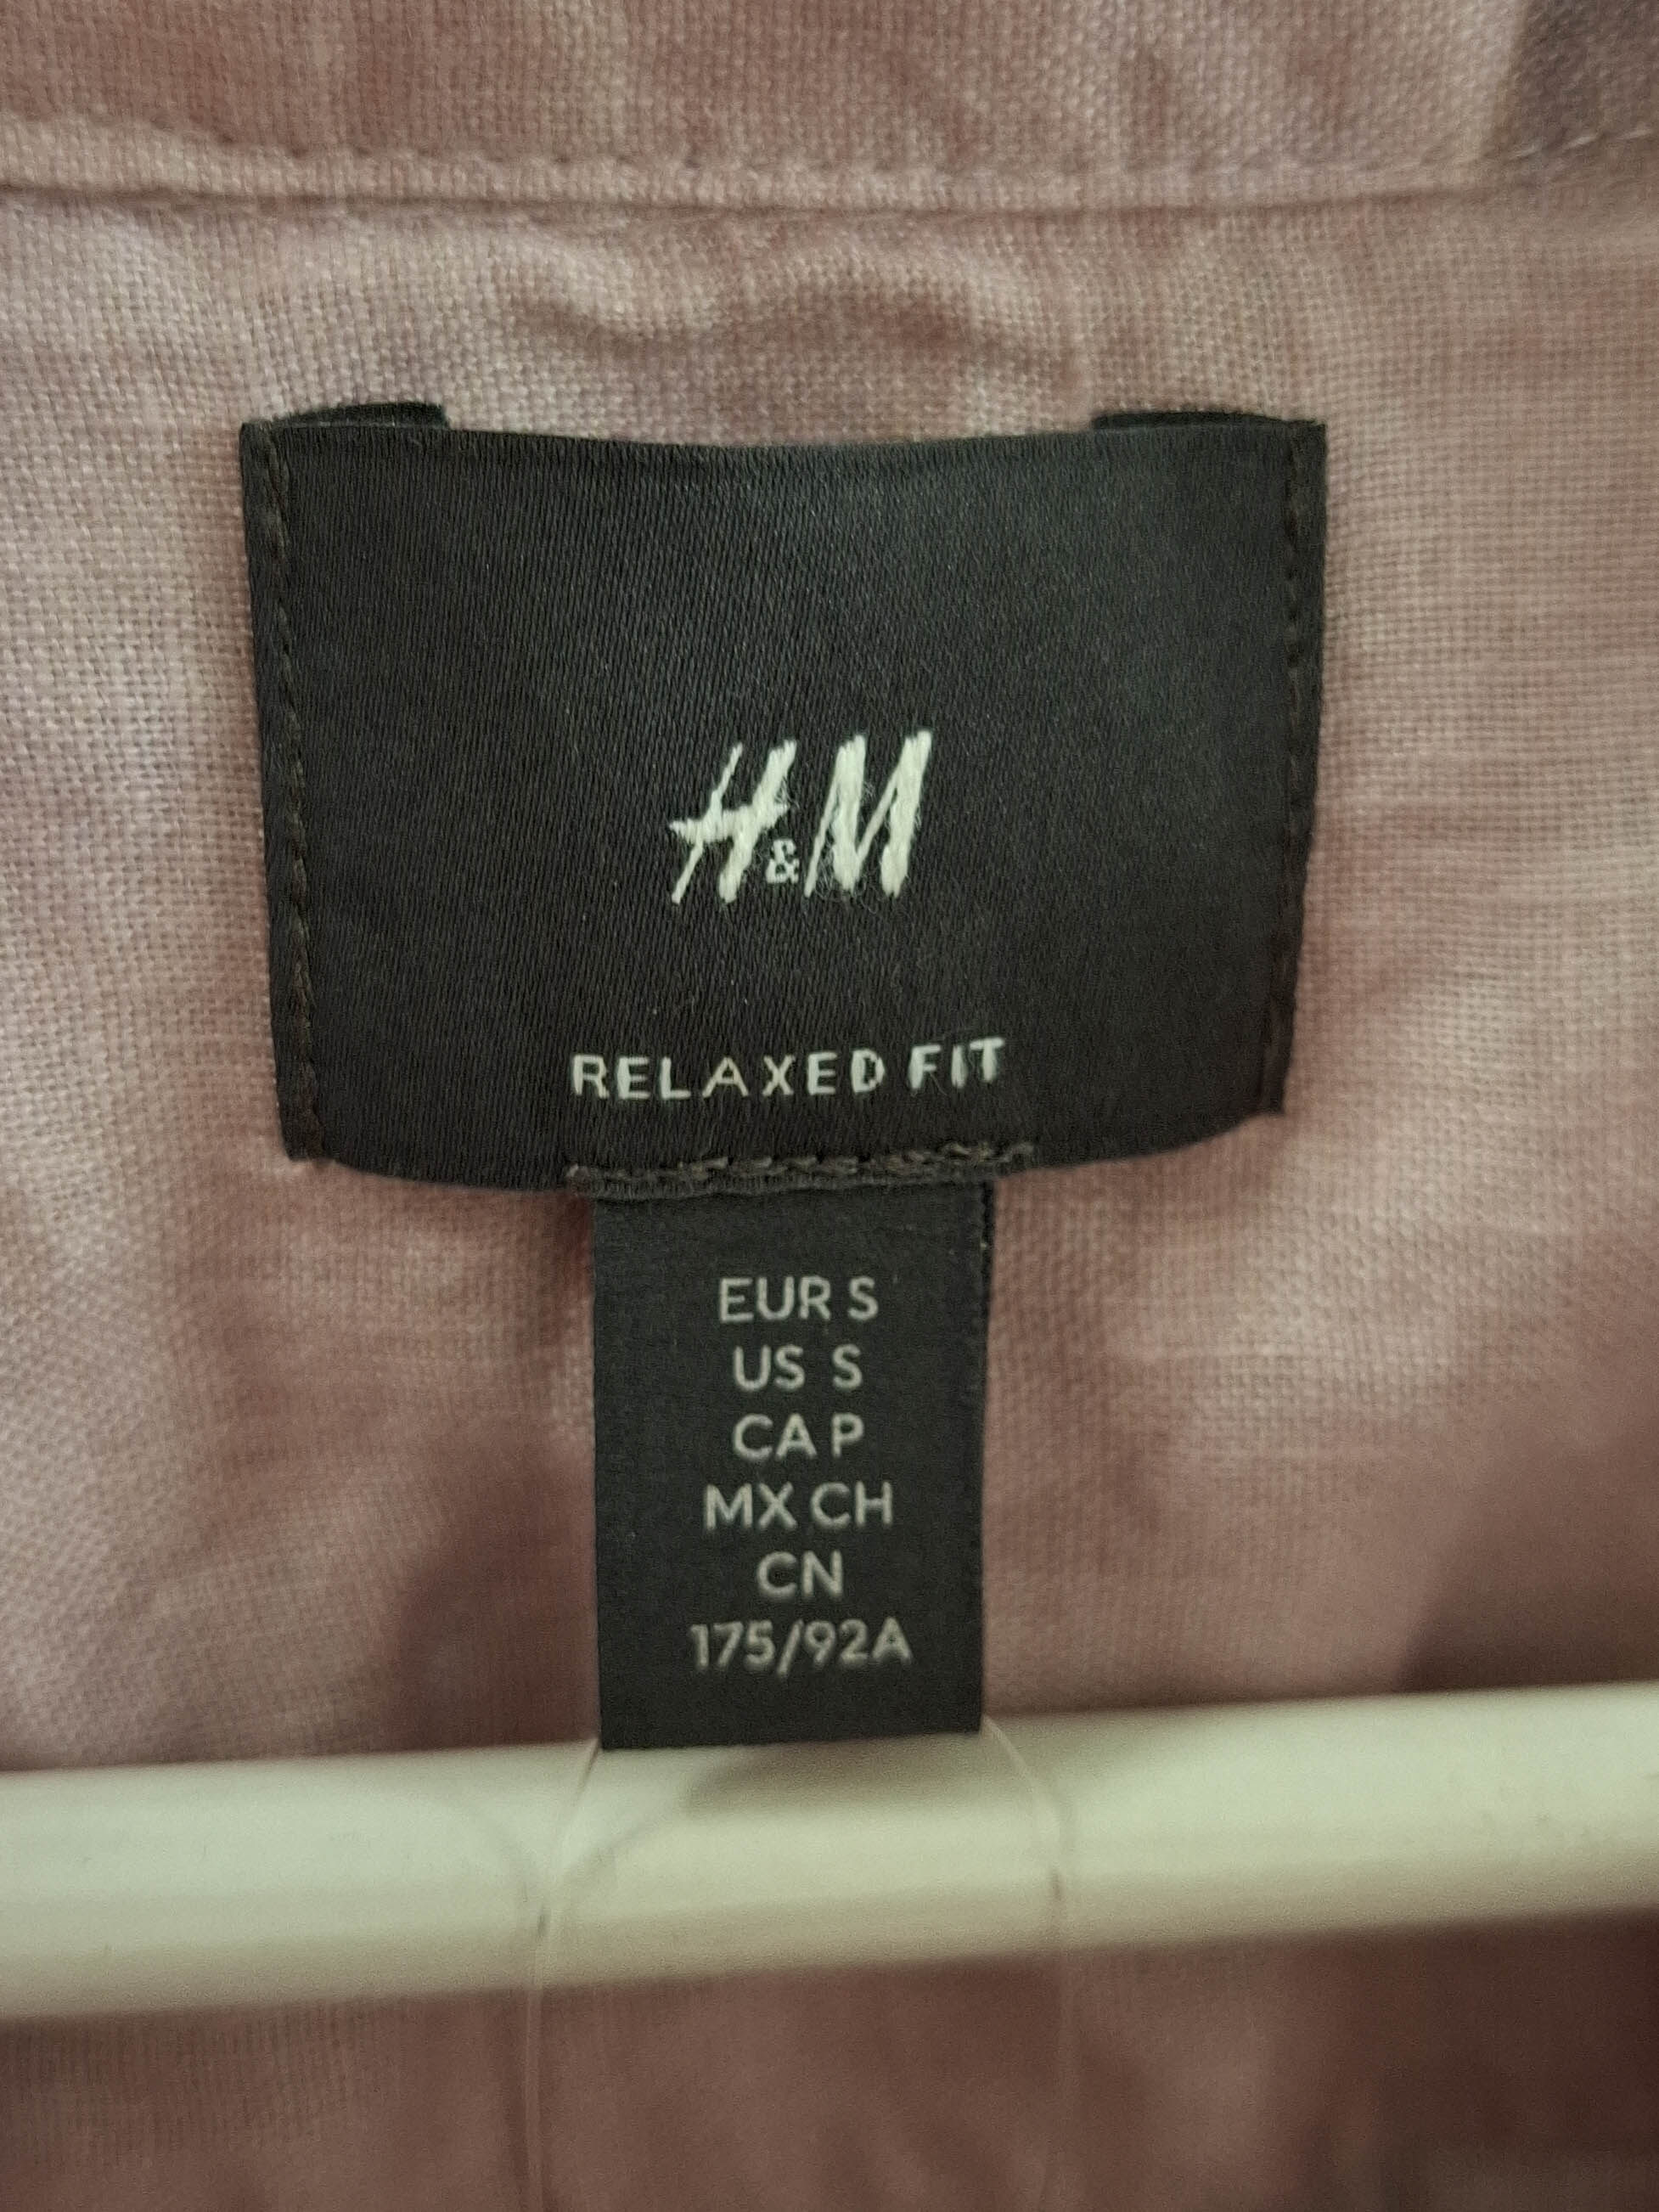 H&M
RELAXED FIT
EUR S
US S
CA P
MX CH
CN
175/92A